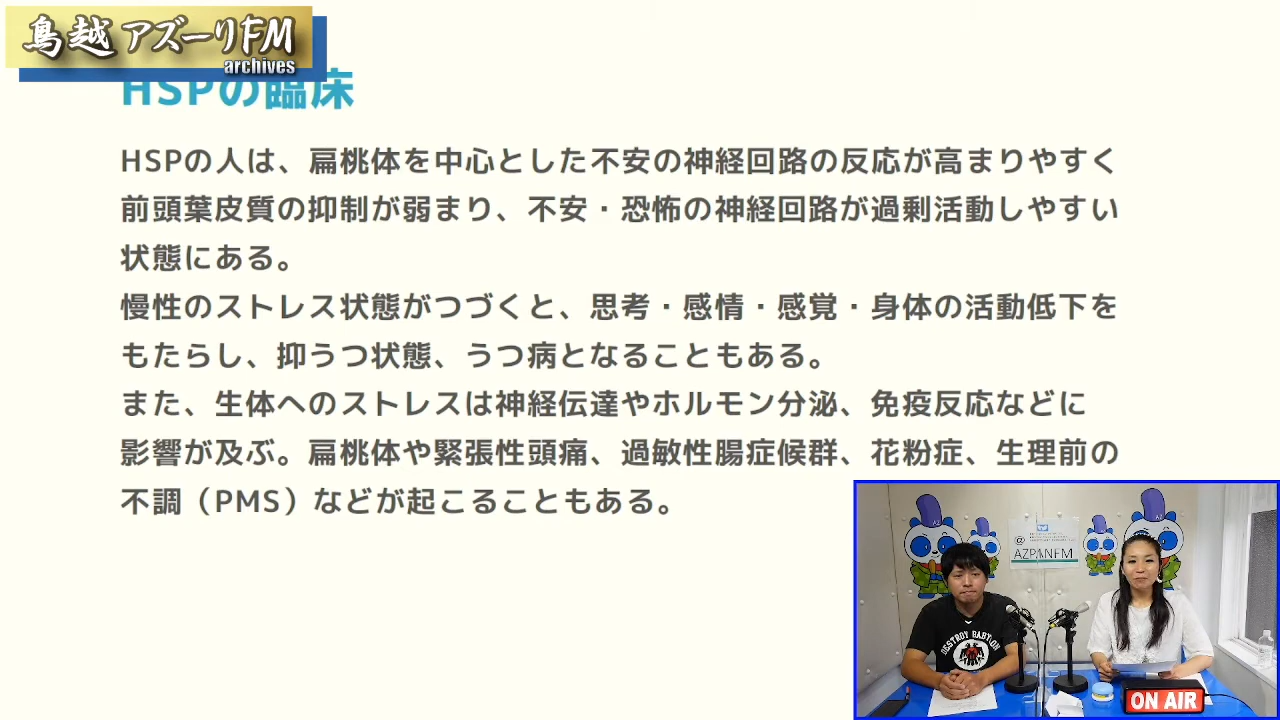 鳥越アズーリFM
archives
HSPの臨床
HSPの人は、扁桃体を中心とした不安の神経回路の反応が高まりやすく
前頭葉皮質の抑制が弱まり、不安・恐怖の神経回路が過剰活動しやすい
状態にある。
慢性のストレス状態がつづくと、思考・感情・感覚・身体の活動低下を
もたらし、抑うつ状態、うつ病となることもある。
また、生体へのストレスは神経伝達やホルモン分泌、免疫反応などに
影響が及ぶ。扁桃体や緊張性頭痛、過敏性腸症候群、花粉症、生理前の
不調（PMS）などが起こることもある。
DESTROY BABYLON
ON AIR